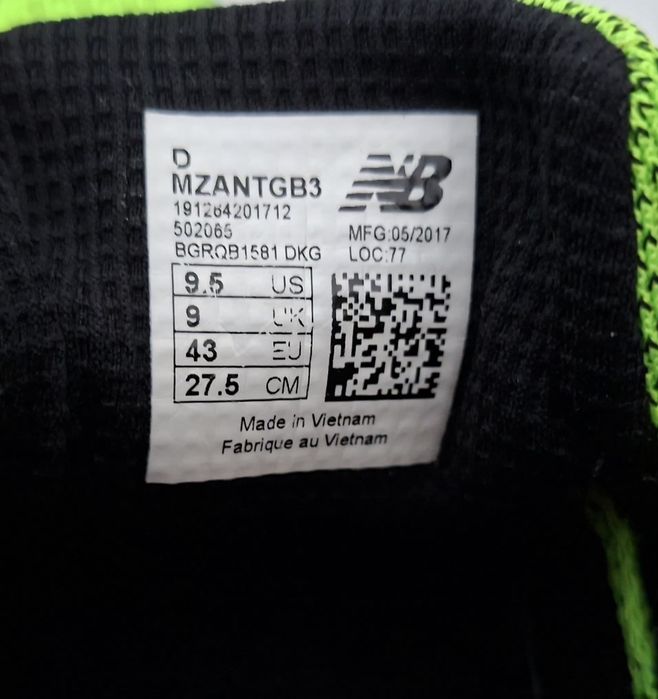 D
MZANTGB3
NB
191264201712
502065
MFG:05/2017
BGRQB1581 DKG
LOC:77
9.5 US
9 UK
43 EU
27.5 CM
Made in Vietnam
Fabrique au Vietnam